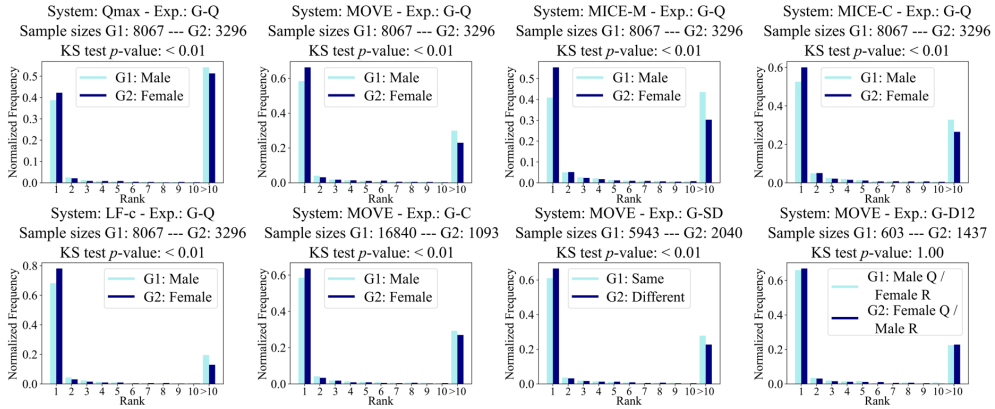 System: Qmax - Exp.: G-Q
Sample sizes G1: 8067 --- G2: 3296
KS test p-value: < 0.01
Normalized Frequency
0.5
0.4
0.3
0.2
0.1
0.0
G1: Male
G2: Female
1 2 3 4 5 6 7 8 9 10 >10
Rank
System: MOVE - Exp.: G-Q
Sample sizes G1: 8067 --- G2: 3296
KS test p-value: < 0.01
Normalized Frequency
0.6
0.4
0.2
0.0
G1: Male
G2: Female
1 2 3 4 5 6 7 8 9 10 >10
Rank
System: MICE-M - Exp.: G-Q
Sample sizes G1: 8067 --- G2: 3296
KS test p-value: < 0.01
Normalized Frequency
0.5
0.4
0.3
0.2
0.1
0.0
G1: Male
G2: Female
1 2 3 4 5 6 7 8 9 10 >10
Rank
System: MICE-C - Exp.: G-Q
Sample sizes G1: 8067 --- G2: 3296
KS test p-value: < 0.01
Normalized Frequency
0.6
0.4
0.2
0.0
G1: Male
G2: Female
1 2 3 4 5 6 7 8 9 10 >10
Rank
System: LF-c - Exp.: G-Q
Sample sizes G1: 8067 --- G2: 3296
KS test p-value: < 0.01
Normalized Frequency
0.8
0.6
0.4
0.2
0.0
G1: Male
G2: Female
1 2 3 4 5 6 7 8 9 10 >10
Rank
System: MOVE - Exp.: G-C
Sample sizes G1: 16840 --- G2: 1093
KS test p-value: < 0.01
Normalized Frequency
0.6
0.4
0.2
0.0
G1: Male
G2: Female
1 2 3 4 5 6 7 8 9 10 >10
Rank
System: MOVE - Exp.: G-SD
Sample sizes G1: 5943 --- G2: 2040
KS test p-value: < 0.01
Normalized Frequency
0.6
0.4
0.2
0.0
G1: Same
G2: Different
1 2 3 4 5 6 7 8 9 10 >10
Rank
System: MOVE - Exp.: G-D12
Sample sizes G1: 603 --- G2: 1437
KS test p-value: 1.00
Normalized Frequency
0.6
0.4
0.2
0.0
G1: Male Q /
Female R
G2: Female Q /
Male R
1 2 3 4 5 6 7 8 9 10 >10
Rank